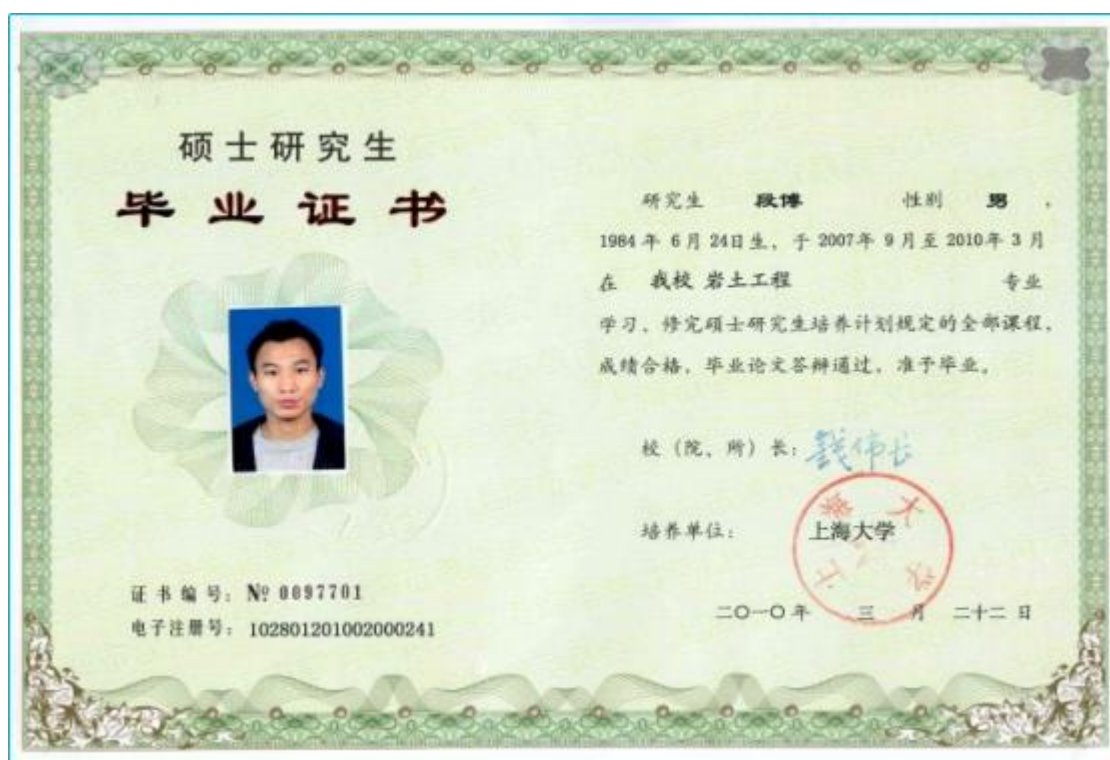 硕士研究生
毕业证书
证书编号：№ 0097701
电子注册号：102801201002000241
研究生 段博 性别 男，
1984年 6月 24日生，于 2007年 9月至 2010年 3月
在 我校 岩土工程 专业
学习，修完硕士研究生培养计划规定的全部课程，
成绩合格，毕业论文答辩通过，准予毕业。
校（院、所）长：钱伟长
培养单位：上海大学
上海大学
二〇一〇年 三 月 二十二 日